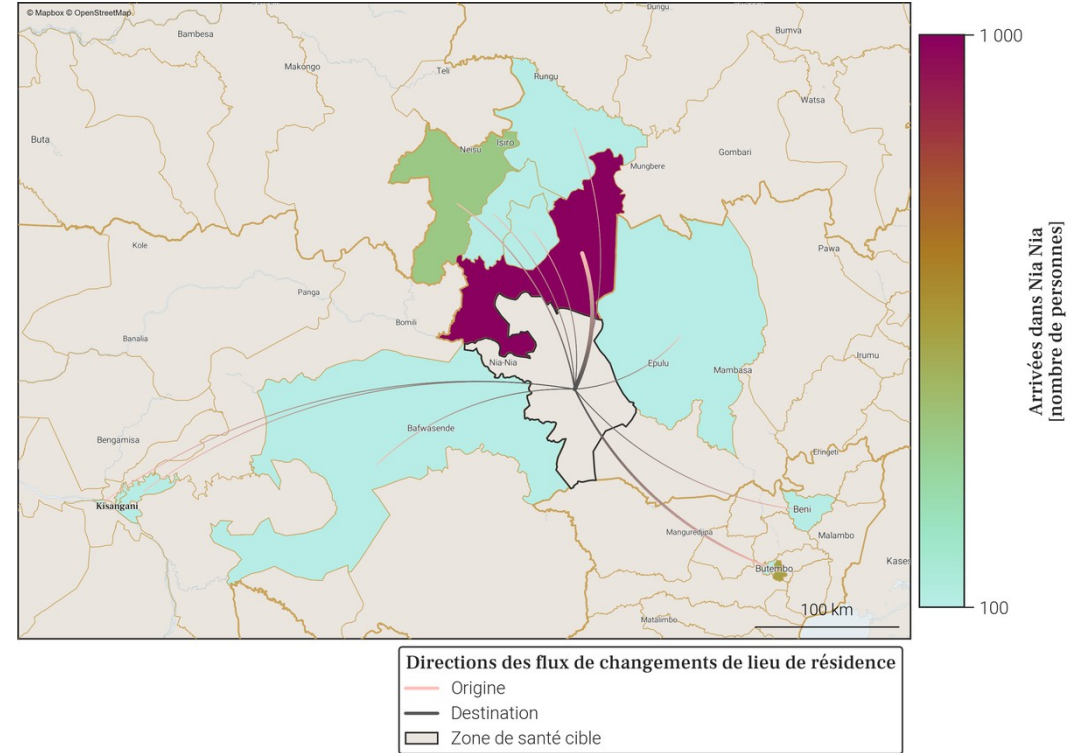 © Mapbox © OpenStreetMap
Dungu
Bambesa
Bumva
Makongo
Teli
Rungu
Watsa
Buta
Neisu
Isiro
Gombari
Mungbere
Kole
Pawa
Panga
Bomili
Banalia
Nia-Nia
Epulu
Mambasa
Irumu
Bengamisa
Bafwasende
Eringeti
Kisangani
Beni
Manguredjipa
Malambo
Butembo
Kases
100 km
Matalimbo
1 000
100
Arrivées dans Nia Nia
[nombre de personnes]
Directions des flux de changements de lieu de résidence
Origine
Destination
Zone de santé cible